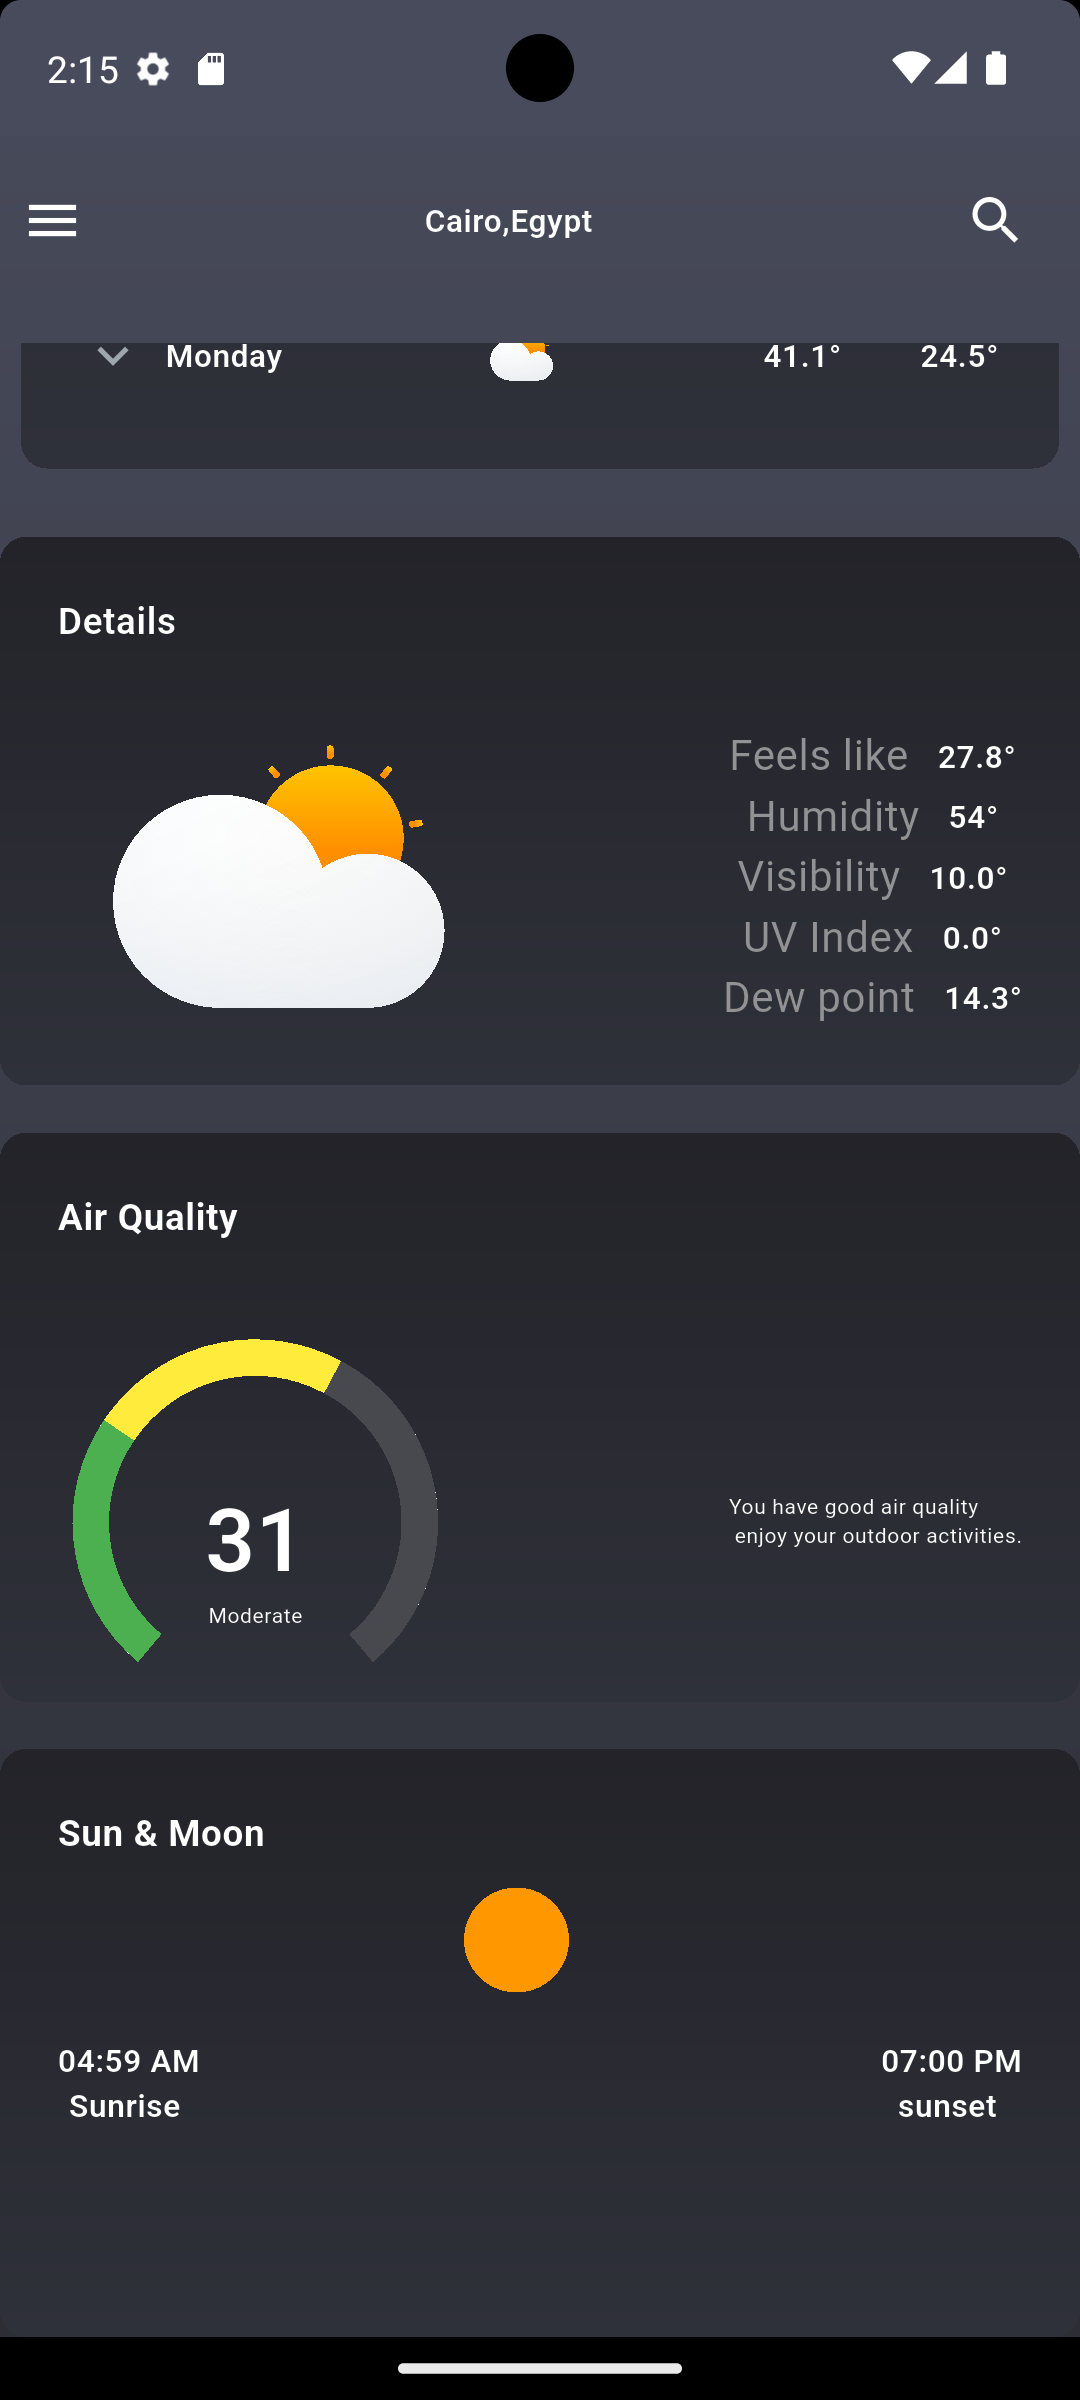 2:15
Cairo,Egypt
Monday 41.1° 24.5°
Details
Feels like 27.8°
Humidity 54°
Visibility 10.0°
UV Index 0.0°
Dew point 14.3°
Air Quality
31
Moderate
You have good air quality
enjoy your outdoor activities.
Sun & Moon
04:59 AM 07:00 PM
Sunrise sunset